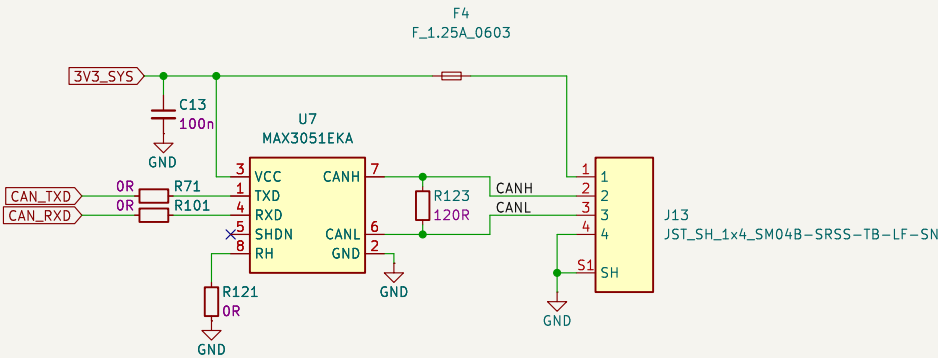 F4
F_1.25A_0603
3V3_SYS
C13
100n
GND
U7
MAX3051EKA
3 VCC CANH 7
1 TXD
4 RXD
5 SHDN CANL 6
8 RH GND 2
CAN_TXD 0R R71
CAN_RXD 0R R101
R121
0R
GND
R123
120R
GND
CANH
CANL
1 1
2 2
3 3
4 4
S1 SH
GND
J13
JST_SH_1x4_SM04B-SRSS-TB-LF-SN